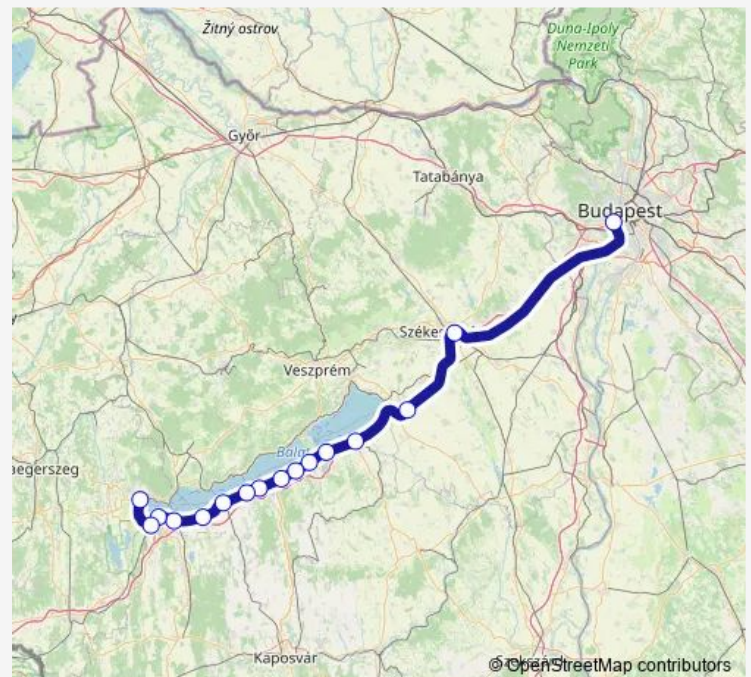 Žitný ostrov
Duna-Ipoly
Nemzeti
Park
Győr
Tatabánya
Budapest
Székes
Veszprém
Bala
aegerszeg
Kaposvár
© OpenStreetMap contributors